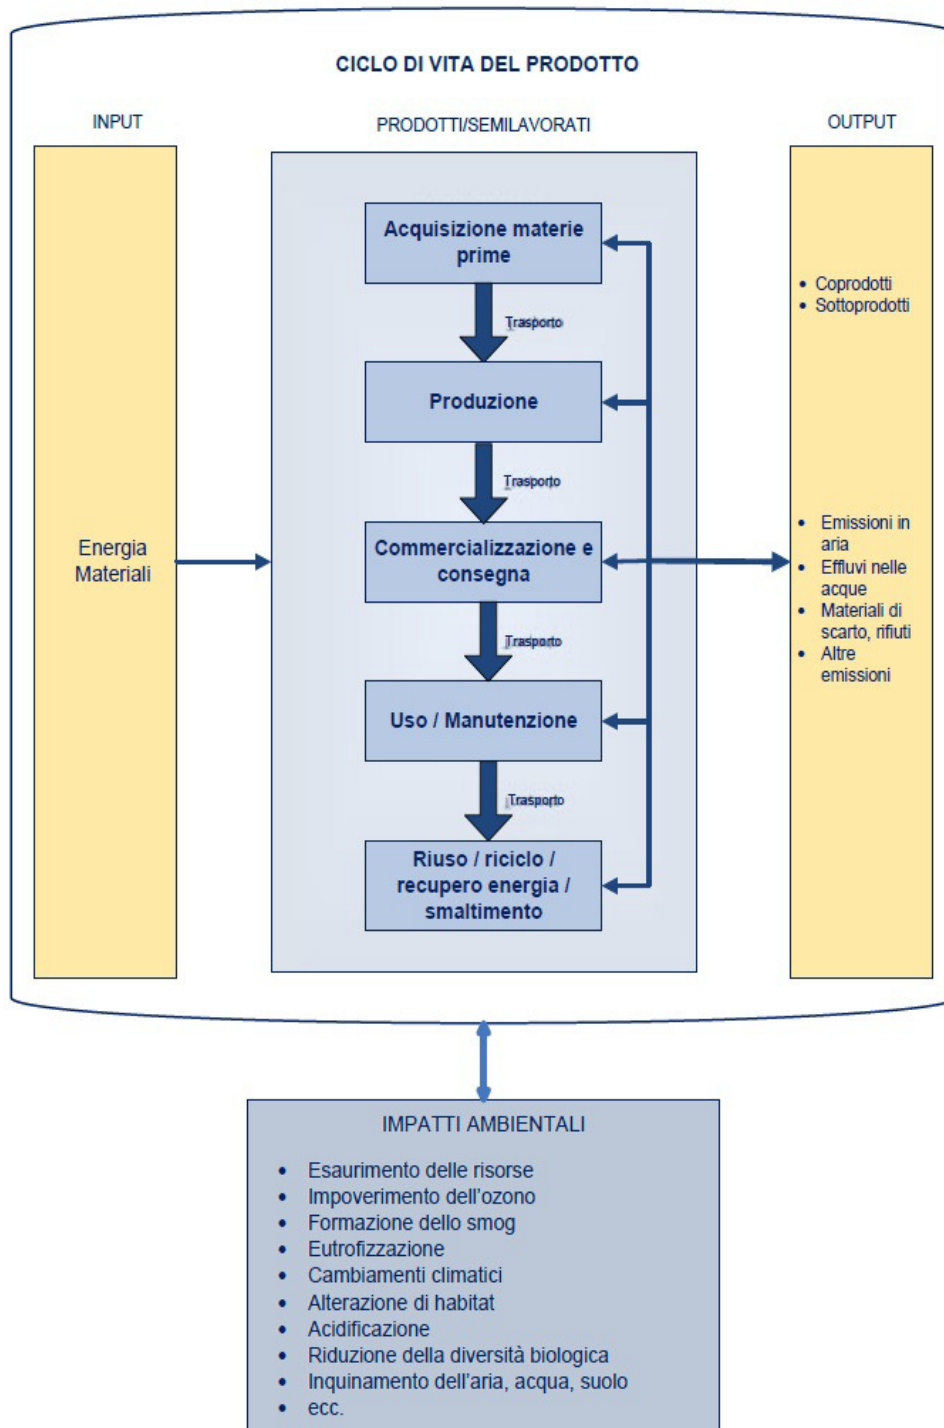 CICLO DI VITA DEL PRODOTTO
INPUT
PRODOTTI/SEMILAVORATI
OUTPUT
Energia
Materiali
Acquisizione materie
prime
Trasporto
Produzione
Trasporto
Commercializzazione e
consegna
Trasporto
Uso / Manutenzione
Trasporto
Riuso / riciclo /
recupero energia /
smaltimento
• Coprodotti
• Sottoprodotti
• Emissioni in
aria
• Effluvi nelle
acque
• Materiali di
scarto, rifiuti
• Altre
emissioni
IMPATTI AMBIENTALI
• Esaurimento delle risorse
• Impoverimento dell'ozono
• Formazione dello smog
• Eutrofizzazione
• Cambiamenti climatici
• Alterazione di habitat
• Acidificazione
• Riduzione della diversità biologica
• Inquinamento dell'aria, acqua, suolo
• ecc.